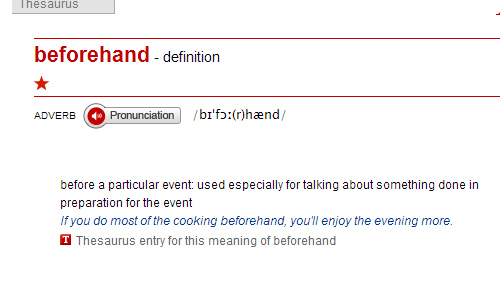 Thesaurus
beforehand - definition
ADVERB Pronunciation /bɪˈfɔː(r)hænd/
before a particular event: used especially for talking about something done in
preparation for the event
If you do most of the cooking beforehand, you'll enjoy the evening more.
T Thesaurus entry for this meaning of beforehand